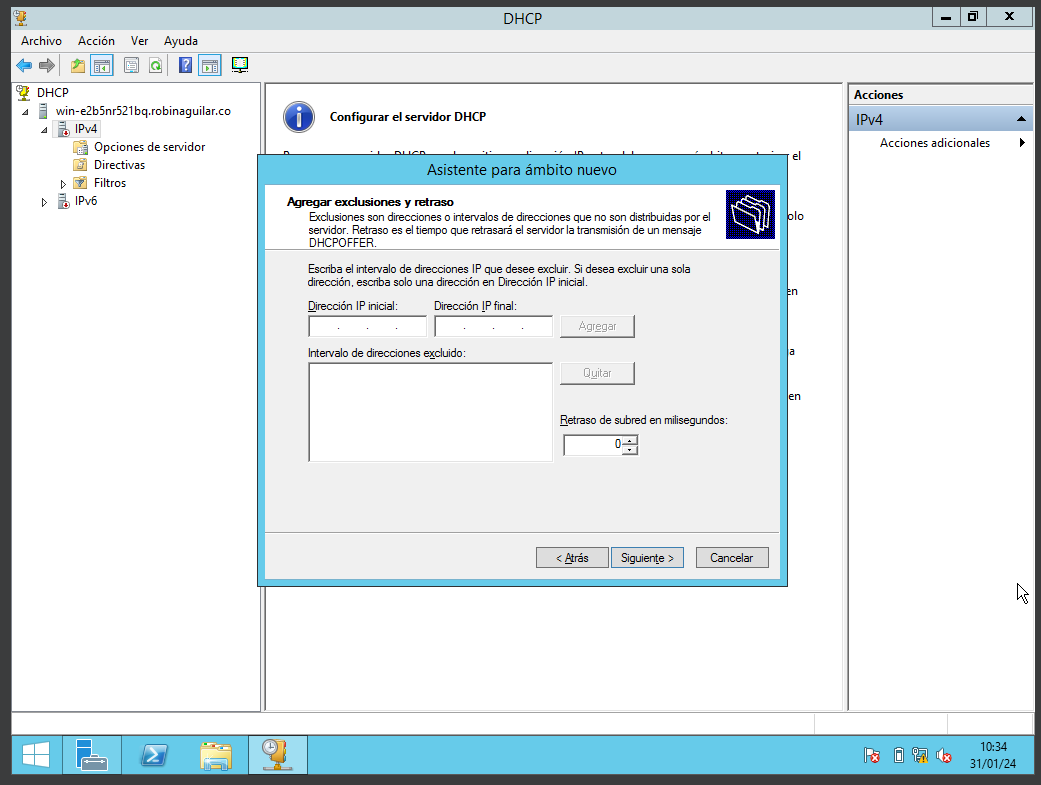 DHCP
Archivo Acción Ver Ayuda
DHCP
win-e2b5nr521bq.robinaguilar.co
IPv4
Opciones de servidor
Directivas
Filtros
IPv6
Configurar el servidor DHCP
el
olo
en
a
en
Asistente para ámbito nuevo
Agregar exclusiones y retraso
Exclusiones son direcciones o intervalos de direcciones que no son distribuidas por el
servidor. Retraso es el tiempo que retrasará el servidor la transmisión de un mensaje
DHCPOFFER.
Escriba el intervalo de direcciones IP que desee excluir. Si desea excluir una sola
dirección, escriba solo una dirección en Dirección IP inicial.
Dirección IP inicial: Dirección IP final:
Agregar
Intervalo de direcciones excluido:
Quitar
Retraso de subred en milisegundos:
0
< Atrás Siguiente > Cancelar
Acciones
IPv4
Acciones adicionales
10:34
31/01/24